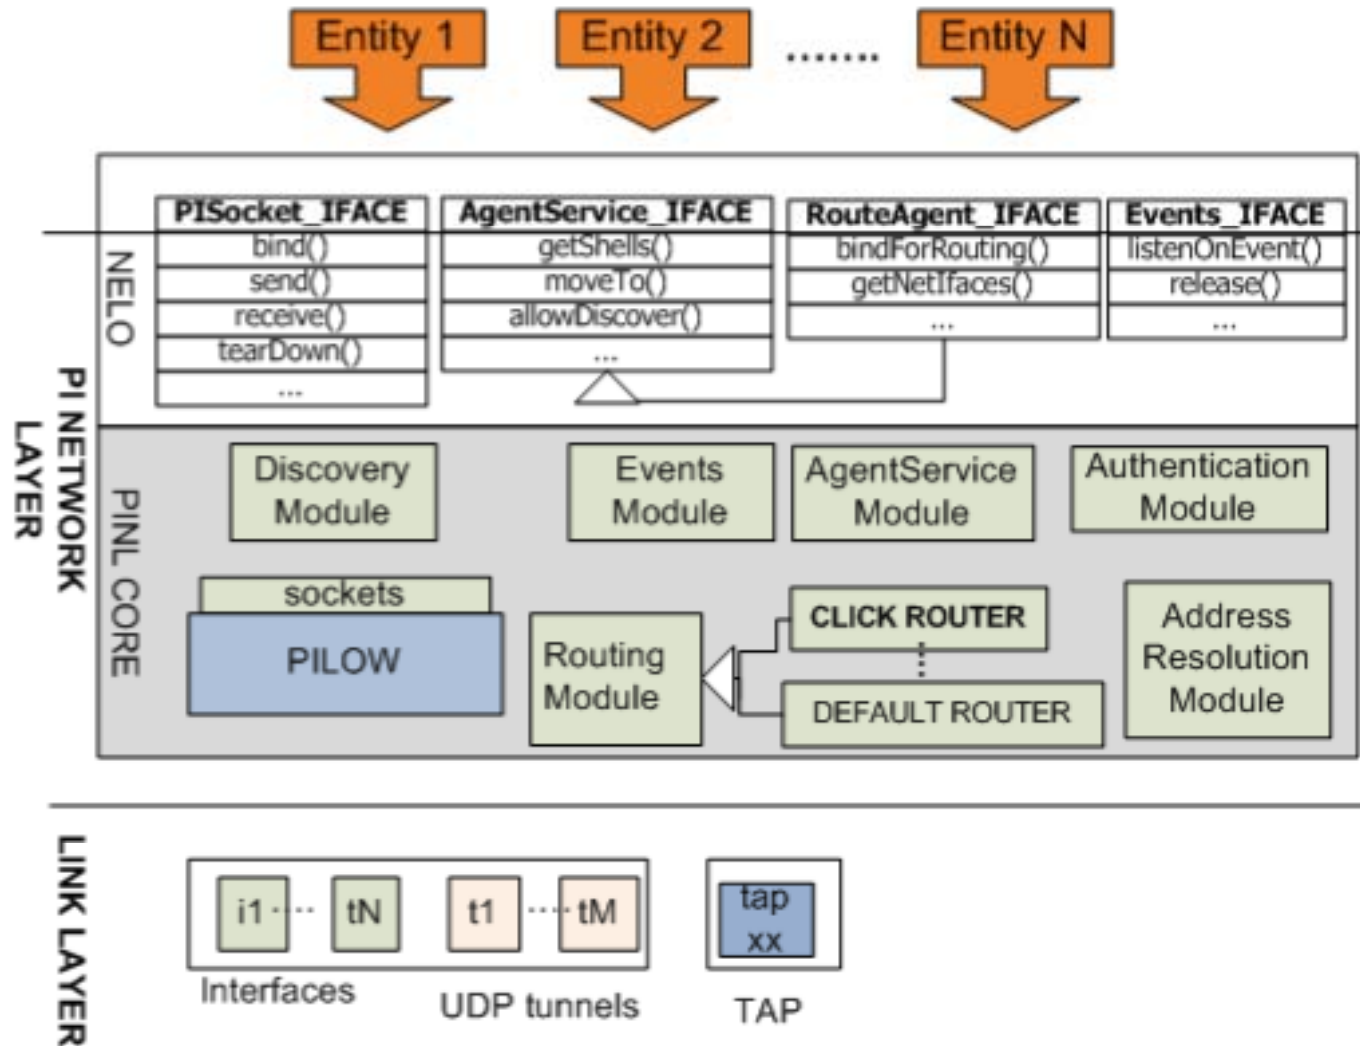 Entity 1
Entity 2
.......
Entity N
PISocket_IFACE
bind()
send()
receive()
tearDown()
...
AgentService_IFACE
getShells()
moveTo()
allowDiscover()
...
RouteAgent_IFACE
bindForRouting()
getNetIfaces()
...
Events_IFACE
listenOnEvent()
release()
...
NELO
PI NETWORK
LAYER
PINL CORE
Discovery
Module
Events
Module
AgentService
Module
Authentication
Module
sockets
PILOW
Routing
Module
CLICK ROUTER
DEFAULT ROUTER
Address
Resolution
Module
LINK LAYER
i1 ..... tN
t1 ..... tM
Interfaces
UDP tunnels
tap
xx
TAP